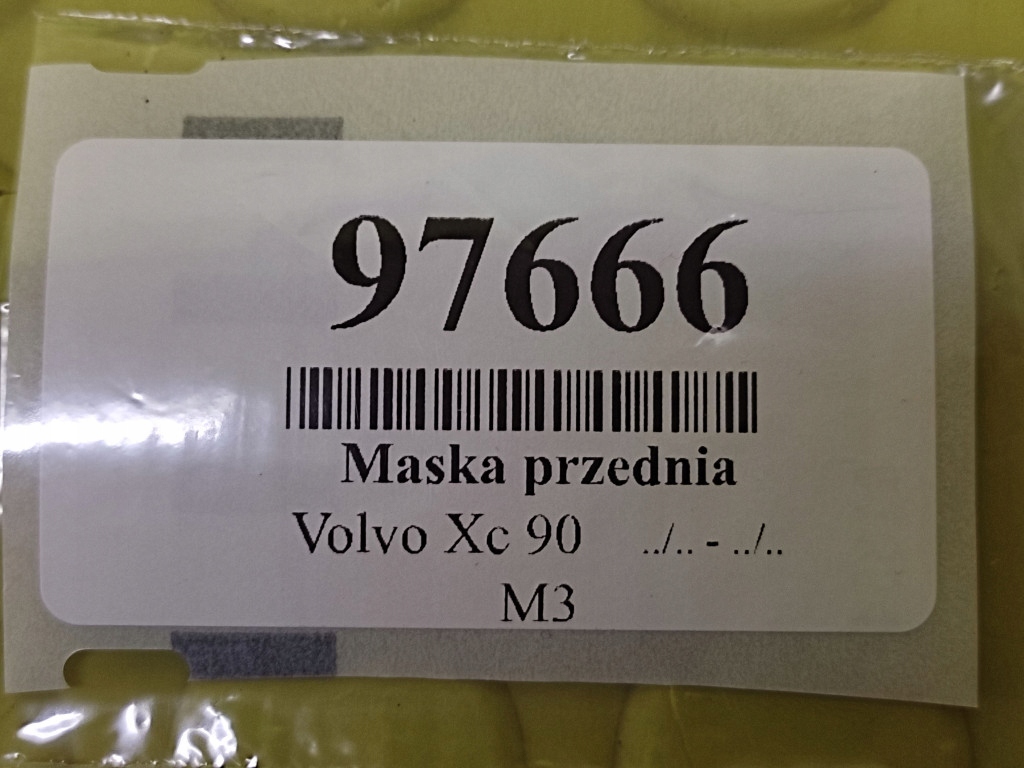 97666
Maska przednia
Volvo Xc 90 ../.. - ../..
M3